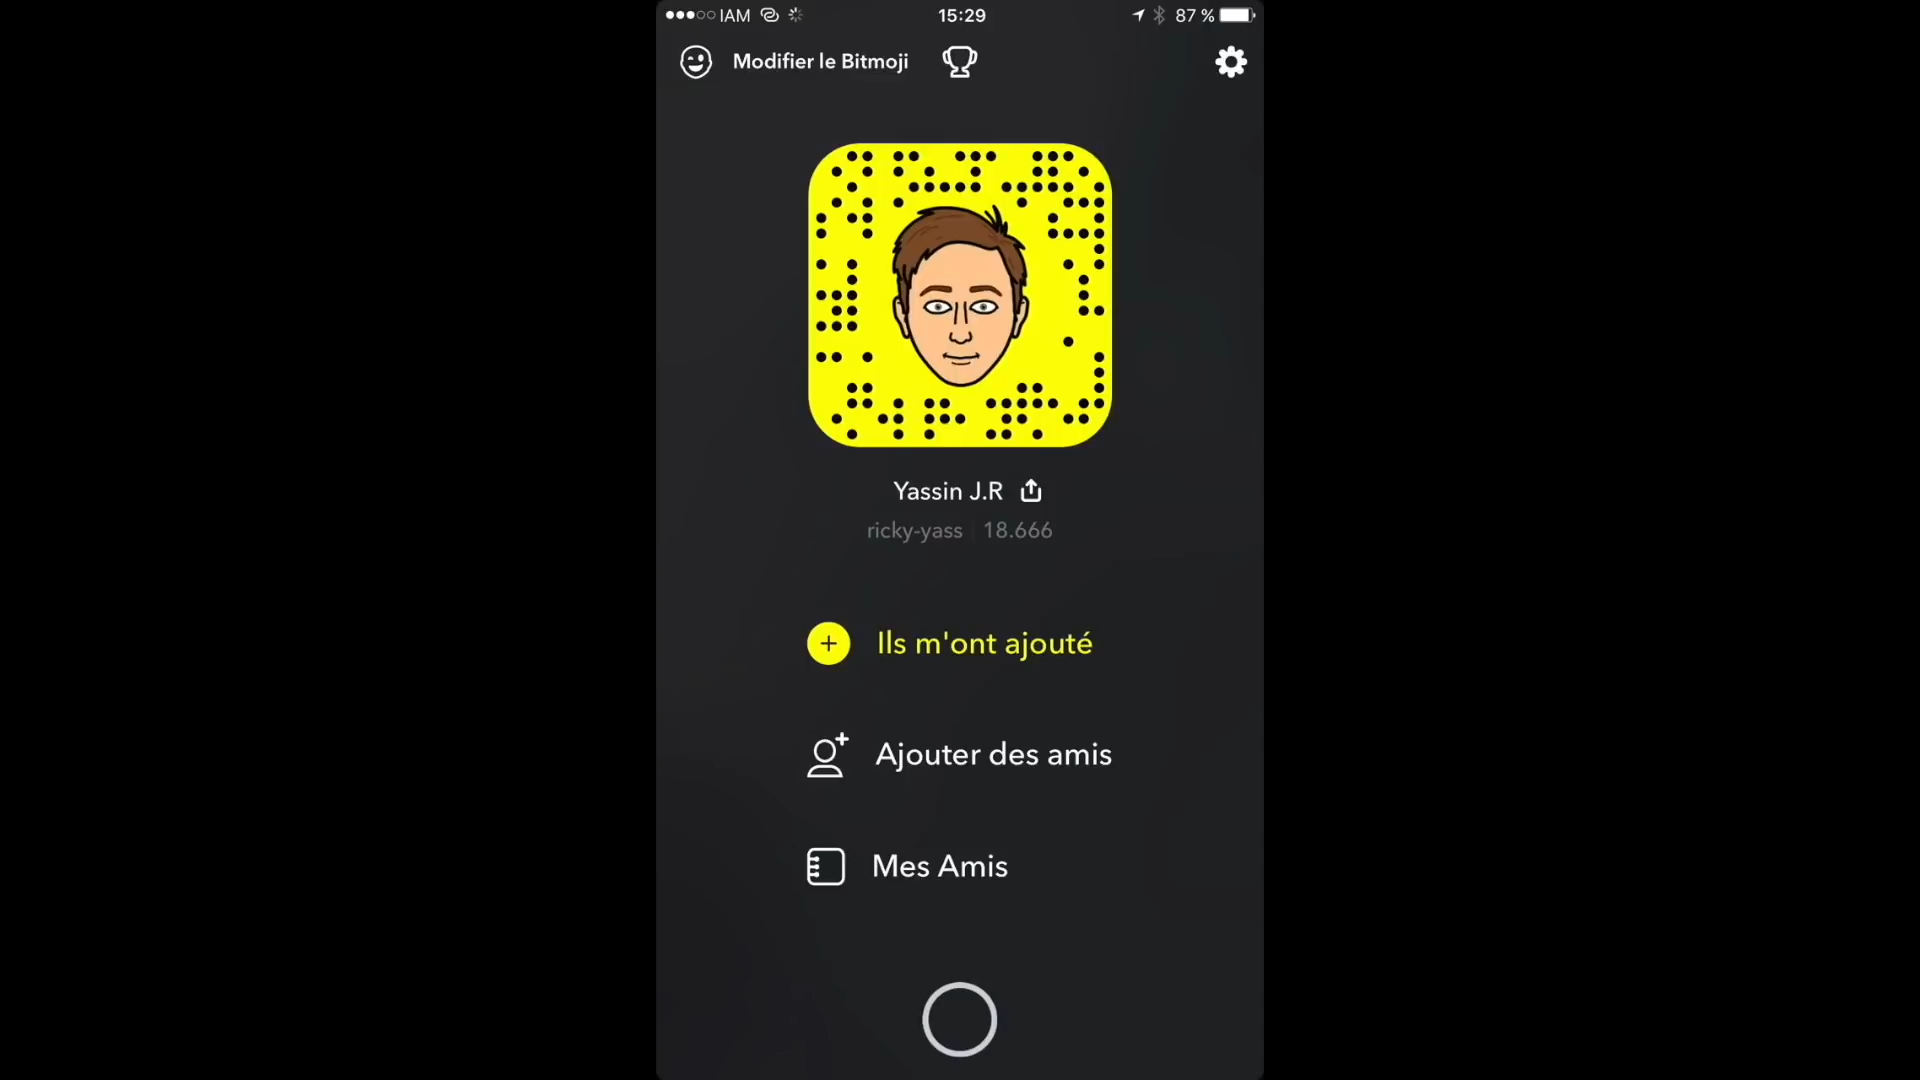 IAM 15:29 87 %
Modifier le Bitmoji
Yassin J.R
ricky-yass 18.666
Ils m'ont ajouté
Ajouter des amis
Mes Amis